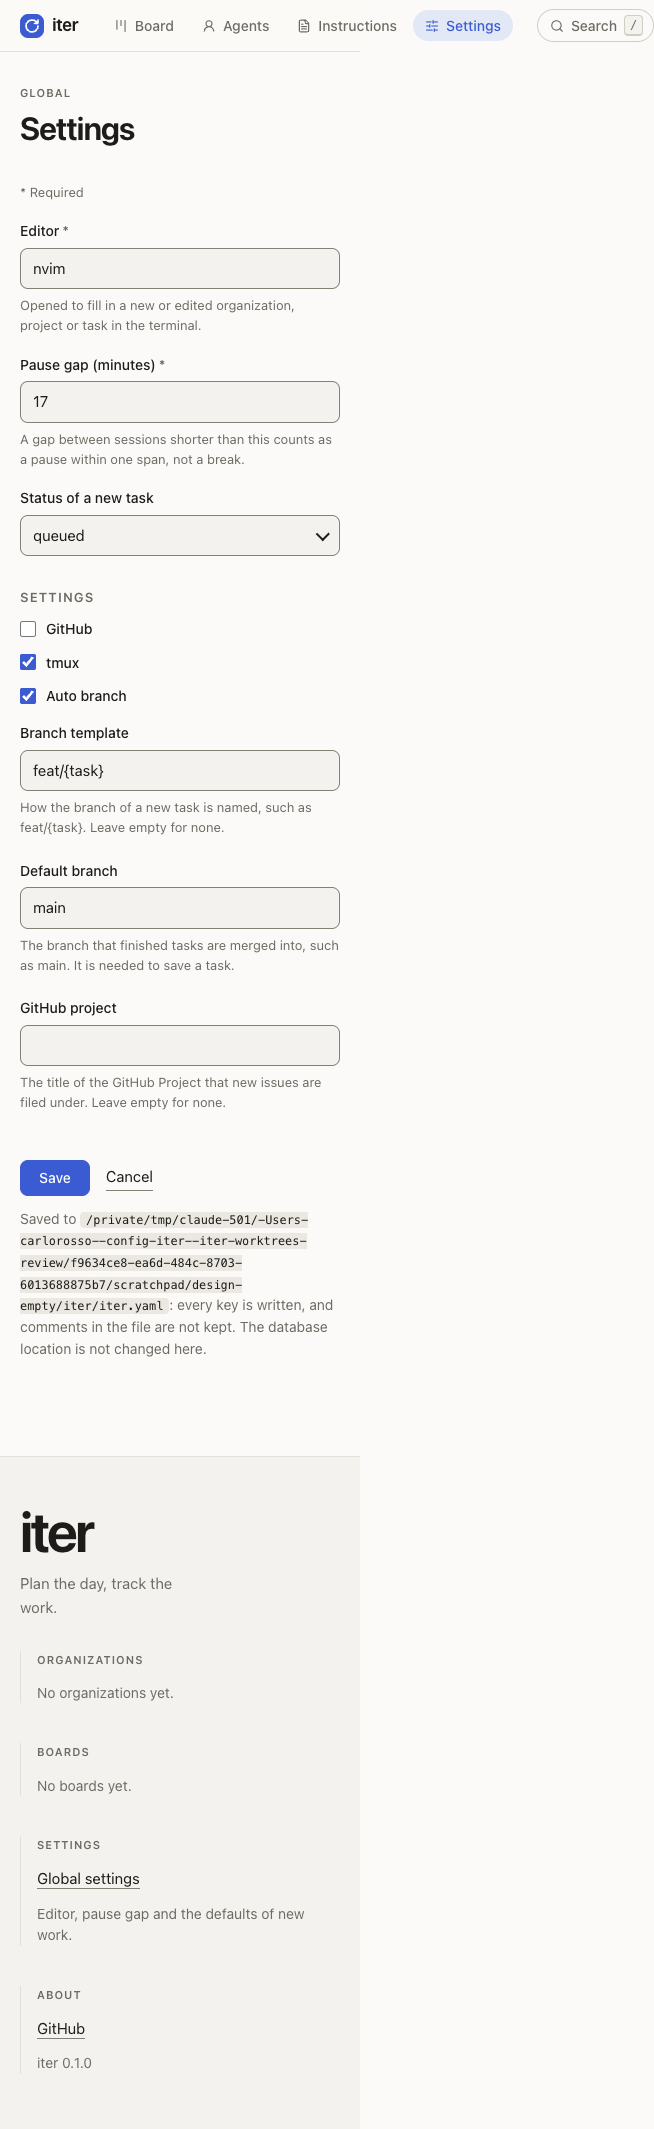 iter Board Agents Instructions Settings Search /
GLOBAL
Settings
* Required
Editor *
nvim
Opened to fill in a new or edited organization,
project or task in the terminal.
Pause gap (minutes) *
17
A gap between sessions shorter than this counts as
a pause within one span, not a break.
Status of a new task
queued
SETTINGS
GitHub
tmux
Auto branch
Branch template
feat/{task}
How the branch of a new task is named, such as
feat/{task}. Leave empty for none.
Default branch
main
The branch that finished tasks are merged into, such
as main. It is needed to save a task.
GitHub project
The title of the GitHub Project that new issues are
filed under. Leave empty for none.
Save Cancel
Saved to /private/tmp/claude-501/-Users-
carlorosso--config-iter--iter-worktrees-
review/f9634ce8-ea6d-484c-8703-
6013688875b7/scratchpad/design-
empty/iter/iter.yaml : every key is written, and
comments in the file are not kept. The database
location is not changed here.
iter
Plan the day, track the
work.
ORGANIZATIONS
No organizations yet.
BOARDS
No boards yet.
SETTINGS
Global settings
Editor, pause gap and the defaults of new
work.
ABOUT
GitHub
iter 0.1.0